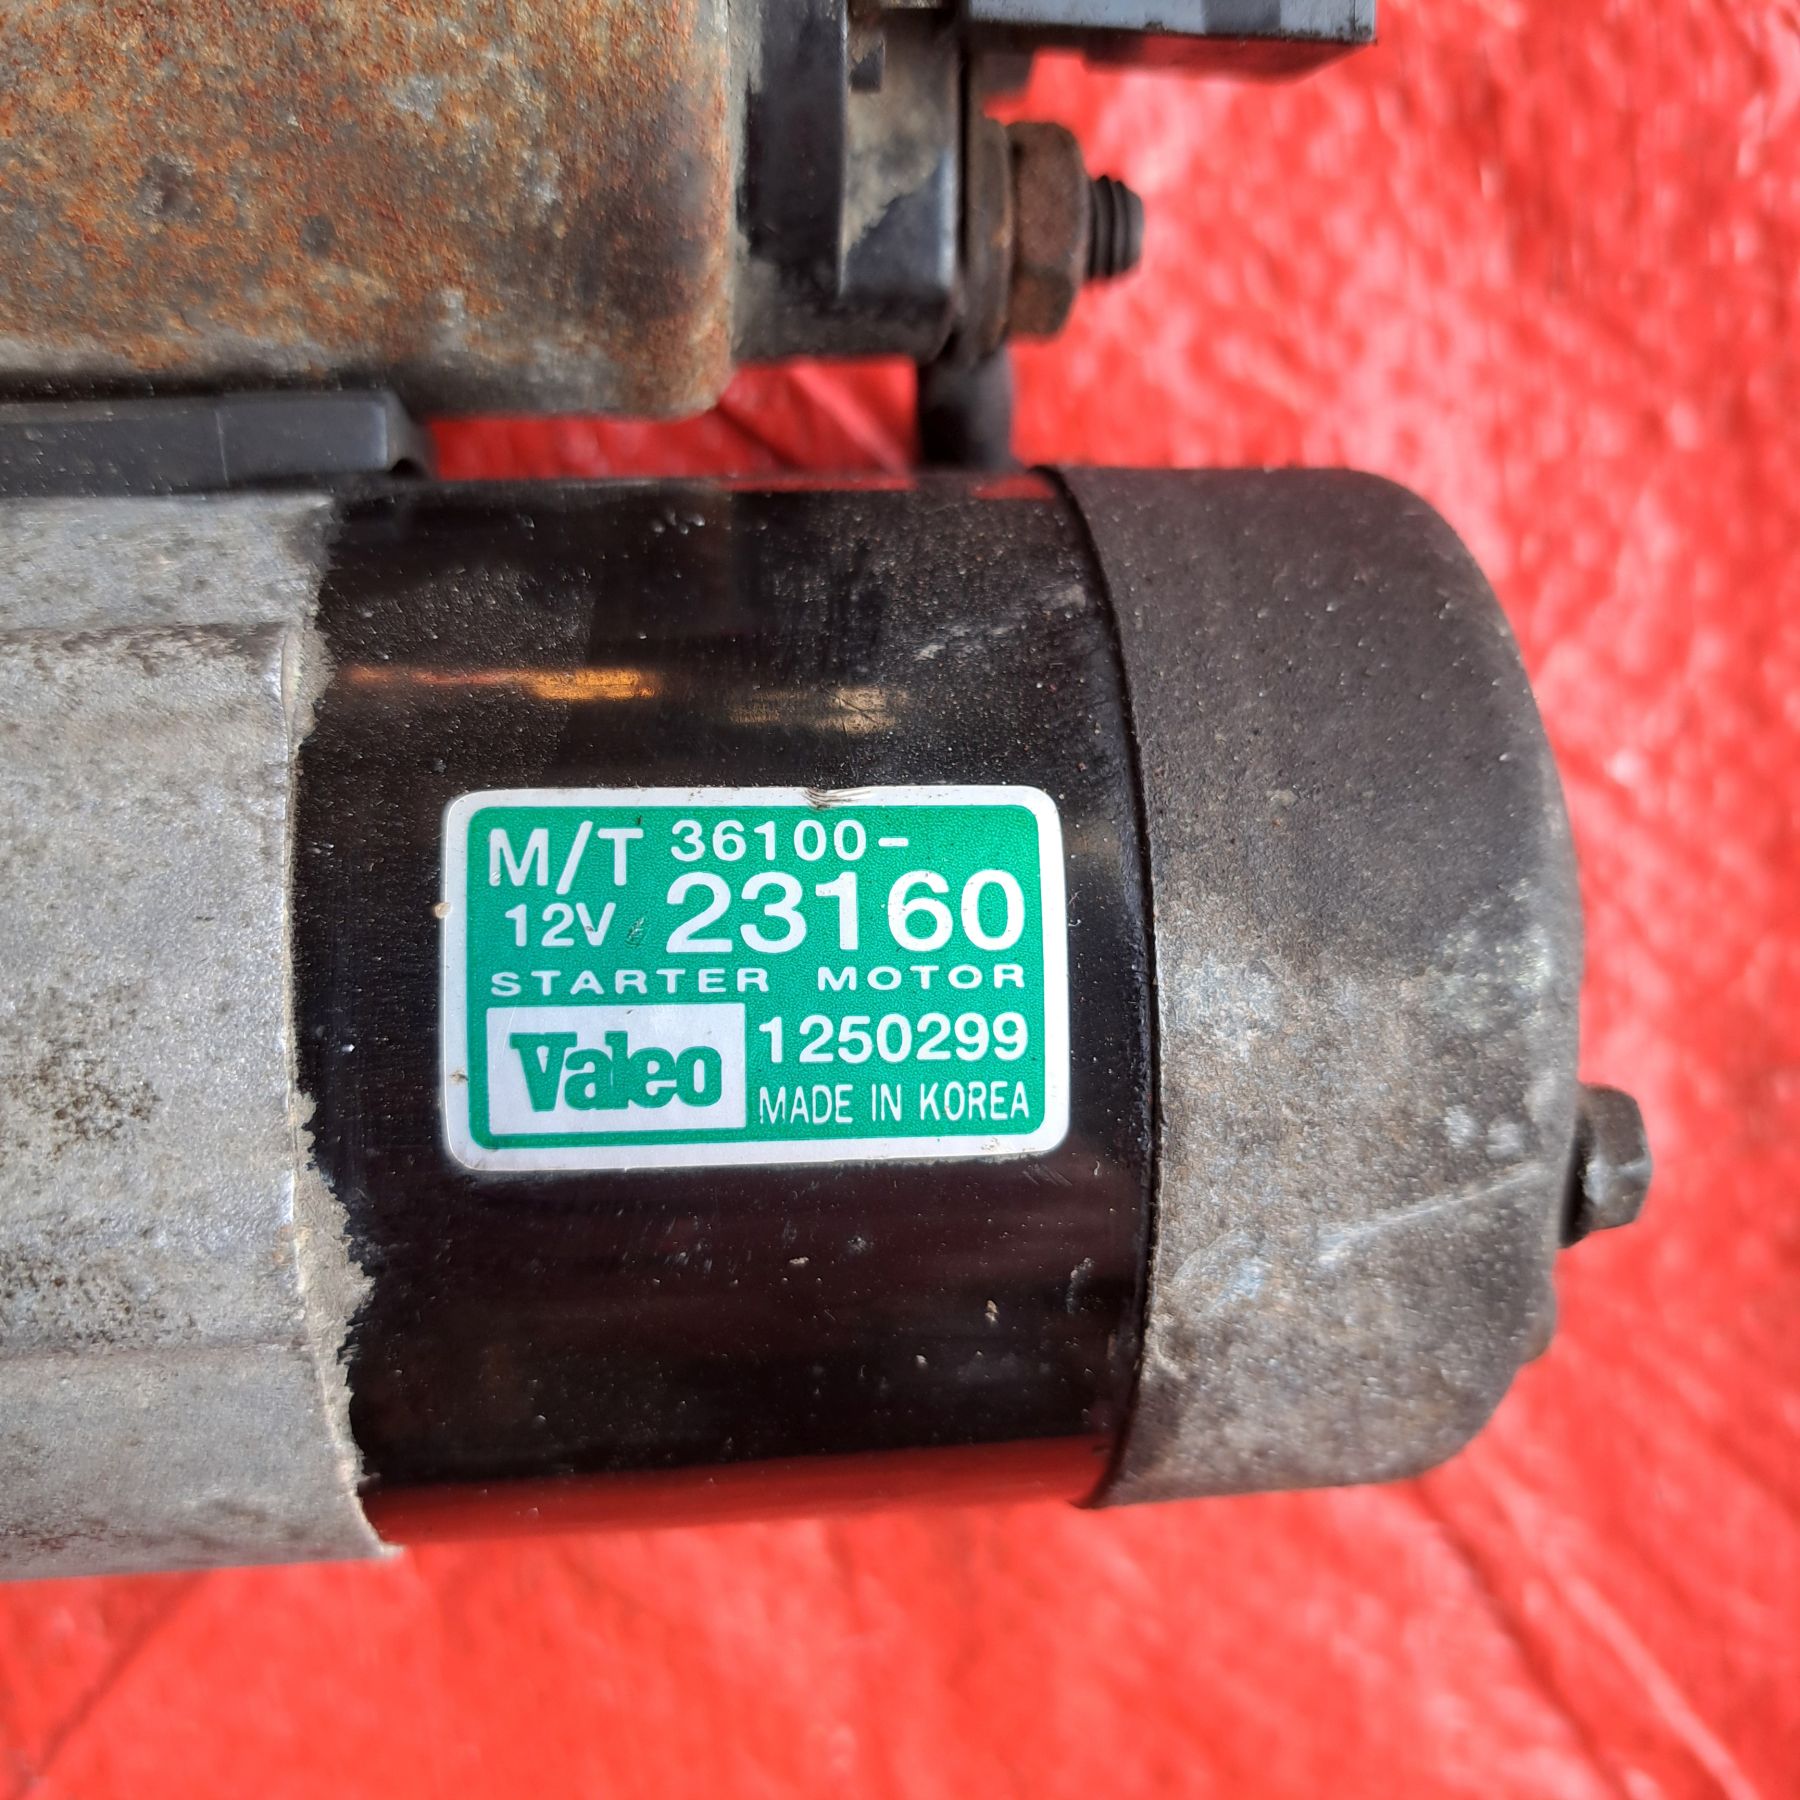 M/T 36100-
12V 23160
STARTER MOTOR
Valeo 1250299
MADE IN KOREA